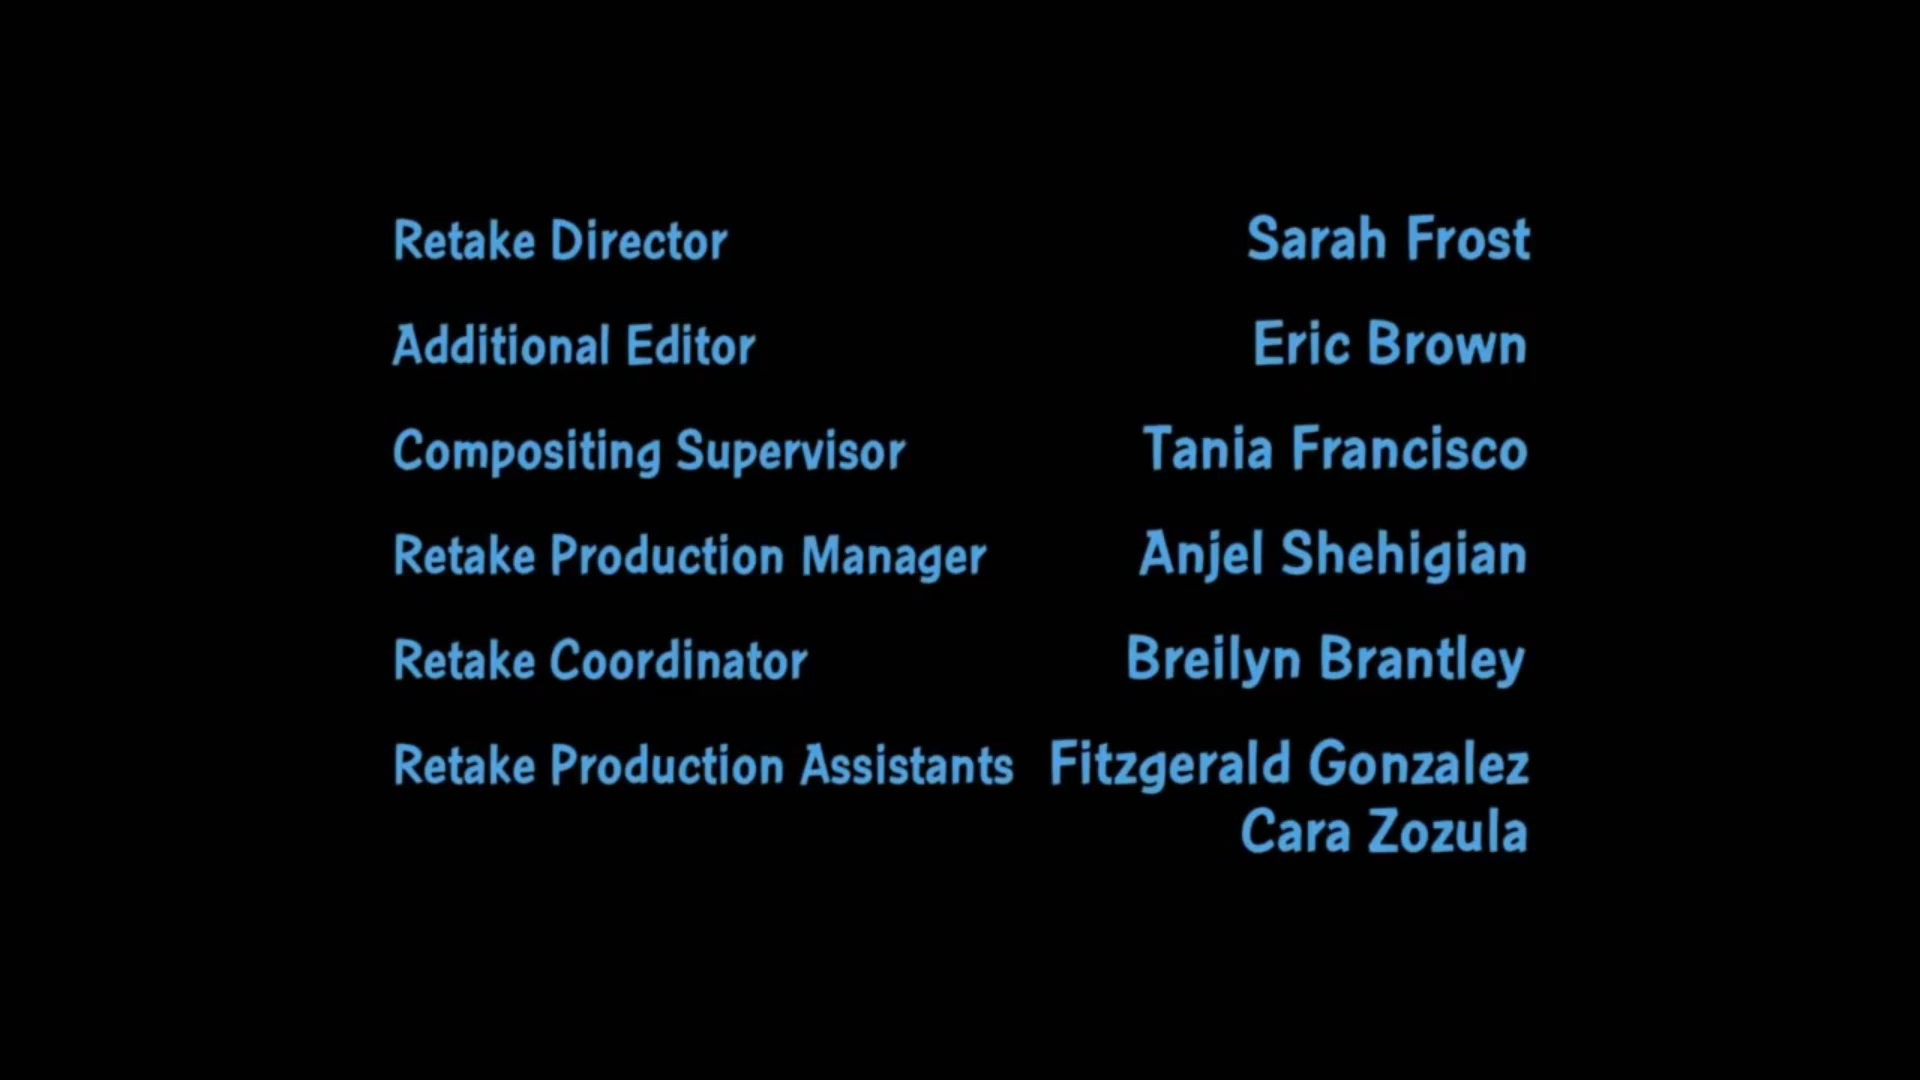 Retake Director Sarah Frost
Additional Editor Eric Brown
Compositing Supervisor Tania Francisco
Retake Production Manager Anjel Shehigian
Retake Coordinator Breilyn Brantley
Retake Production Assistants Fitzgerald Gonzalez
Cara Zozula